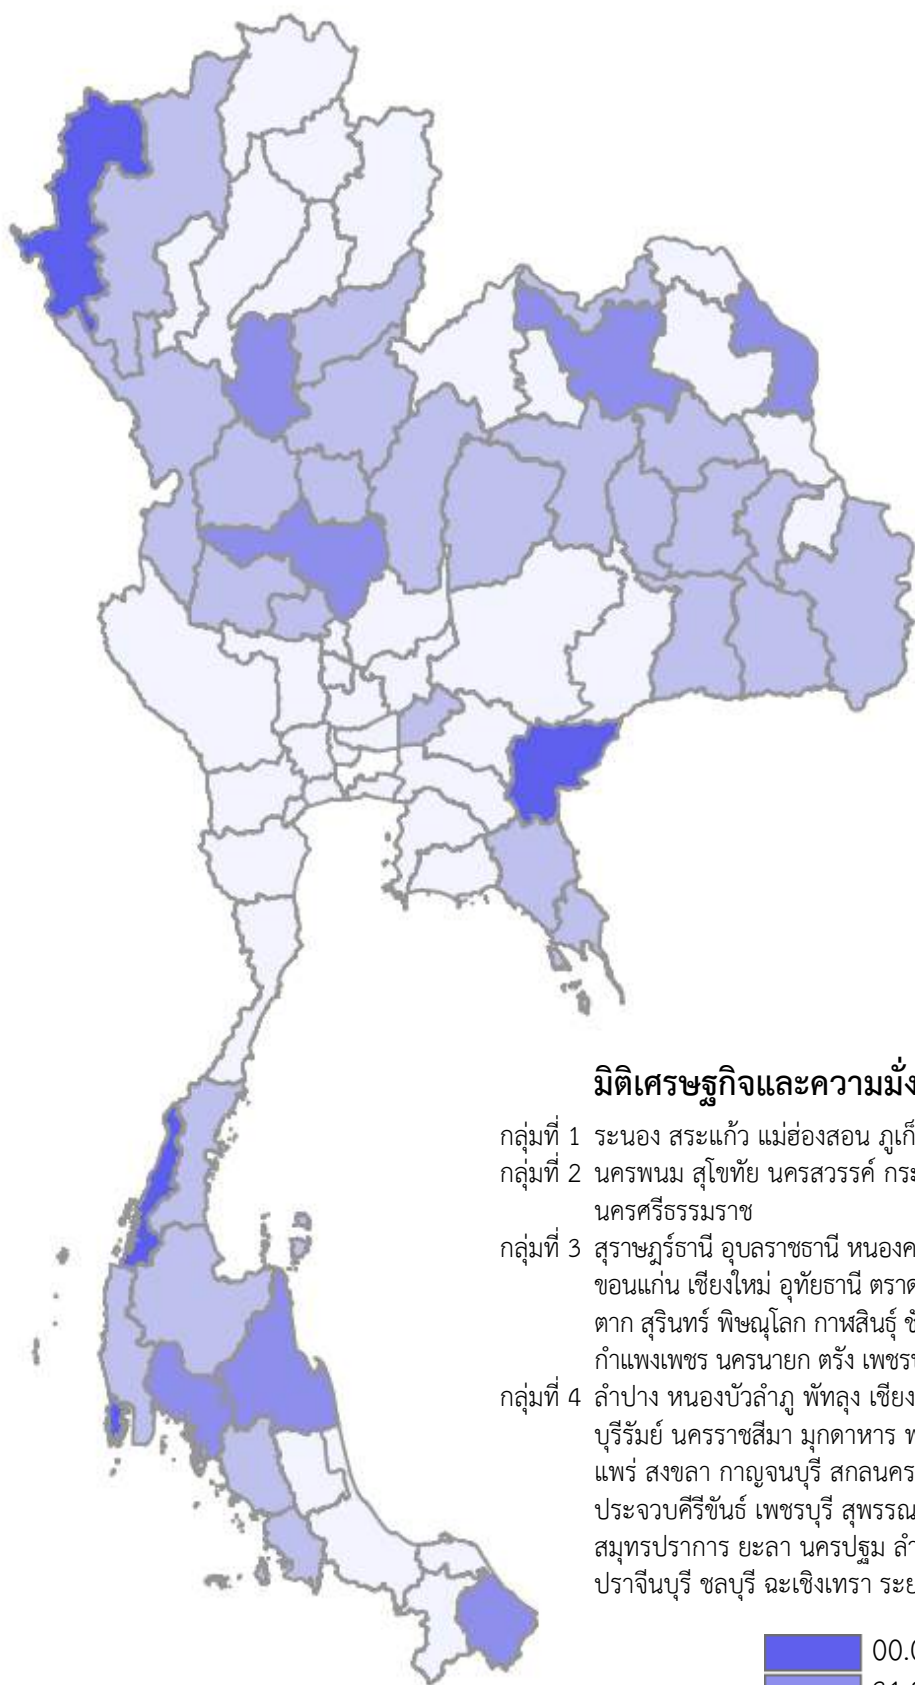 มิติเศรษฐกิจและความมั่ง
กลุ่มที่ 1 ระนอง สระแก้ว แม่ฮ่องสอน ภูเก็
กลุ่มที่ 2 นครพนม สุโขทัย นครสวรรค์ กระ
นครศรีธรรมราช
กลุ่มที่ 3 สุราษฎร์ธานี อุบลราชธานี หนองค
ขอนแก่น เชียงใหม่ อุทัยธานี ตราด
ตาก สุรินทร์ พิษณุโลก กาฬสินธุ์ ชั
กำแพงเพชร นครนายก ตรัง เพชรบ
กลุ่มที่ 4 ลำปาง หนองบัวลำภู พัทลุง เชียง
บุรีรัมย์ นครราชสีมา มุกดาหาร พ
แพร่ สงขลา กาญจนบุรี สกลนคร
ประจวบคีรีขันธ์ เพชรบุรี สุพรรณ
สมุทรปราการ ยะลา นครปฐม ลำ
ปราจีนบุรี ชลบุรี ฉะเชิงเทรา ระย
00.0